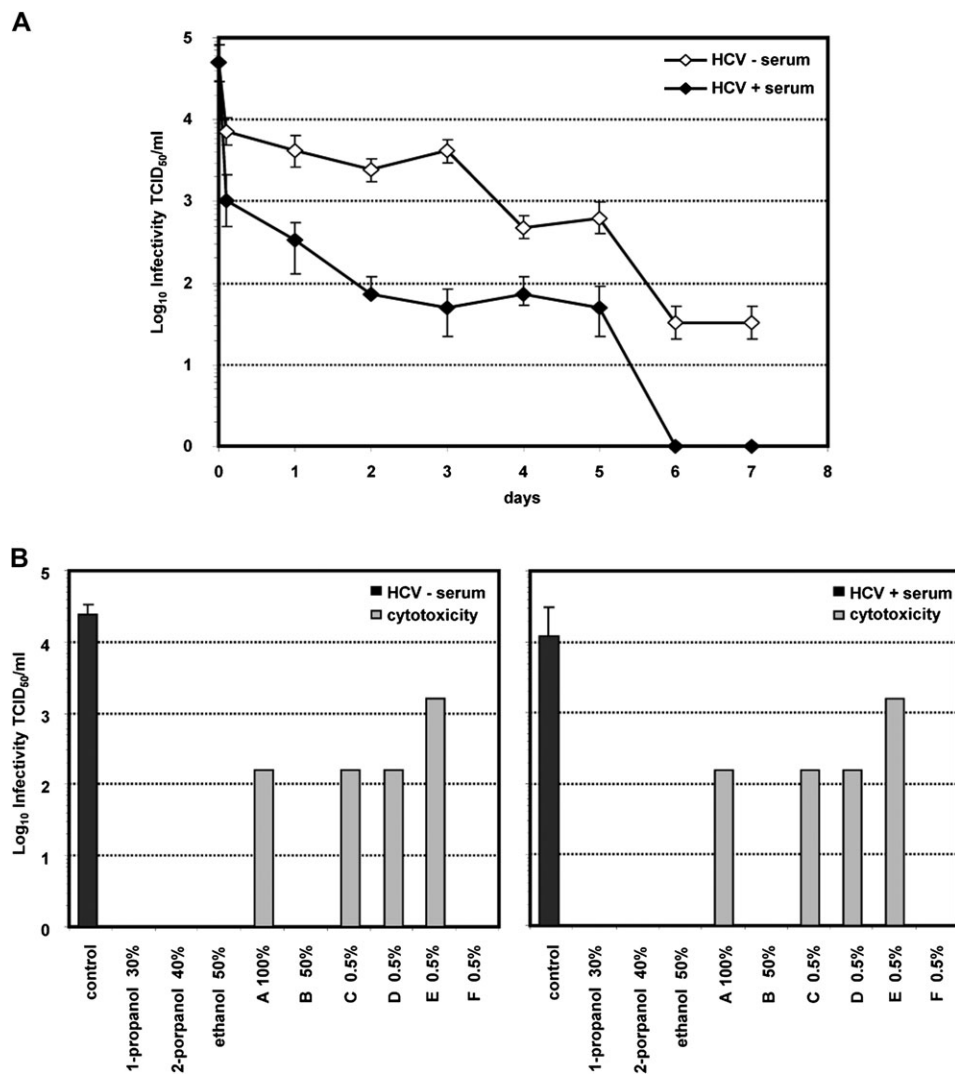 A
5
4
3
2
1
0
Log10 Infectivity TCID50/ml
HCV - serum
HCV + serum
0 1 2 3 4 5 6 7 8
days
B
5
4
3
2
1
0
Log10 Infectivity TCID50/ml
HCV - serum
cytotoxicity
control
1-propanol 30%
2-porpanol 40%
ethanol 50%
A 100%
B 50%
C 0.5%
D 0.5%
E 0.5%
F 0.5%
HCV + serum
cytotoxicity
control
1-propanol 30%
2-porpanol 40%
ethanol 50%
A 100%
B 50%
C 0.5%
D 0.5%
E 0.5%
F 0.5%